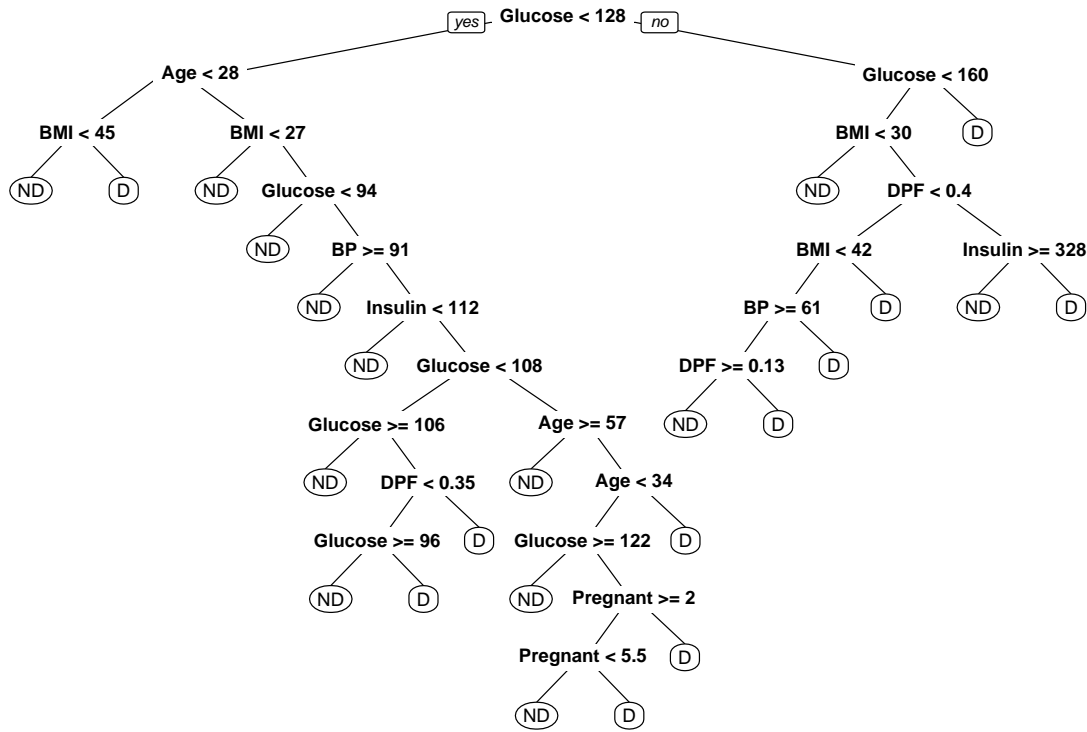 Glucose < 128
yes no
Age < 28 Glucose < 160
BMI < 45 BMI < 27 BMI < 30 D
ND D ND Glucose < 94 ND DPF < 0.4
ND BP >= 91 BMI < 42 Insulin >= 328
ND Insulin < 112 BP >= 61 D ND D
ND Glucose < 108 DPF >= 0.13 D
Glucose >= 106 Age >= 57 ND D
ND DPF < 0.35 ND Age < 34
Glucose >= 96 D Glucose >= 122 D
ND D ND Pregnant >= 2
Pregnant < 5.5 D
ND D